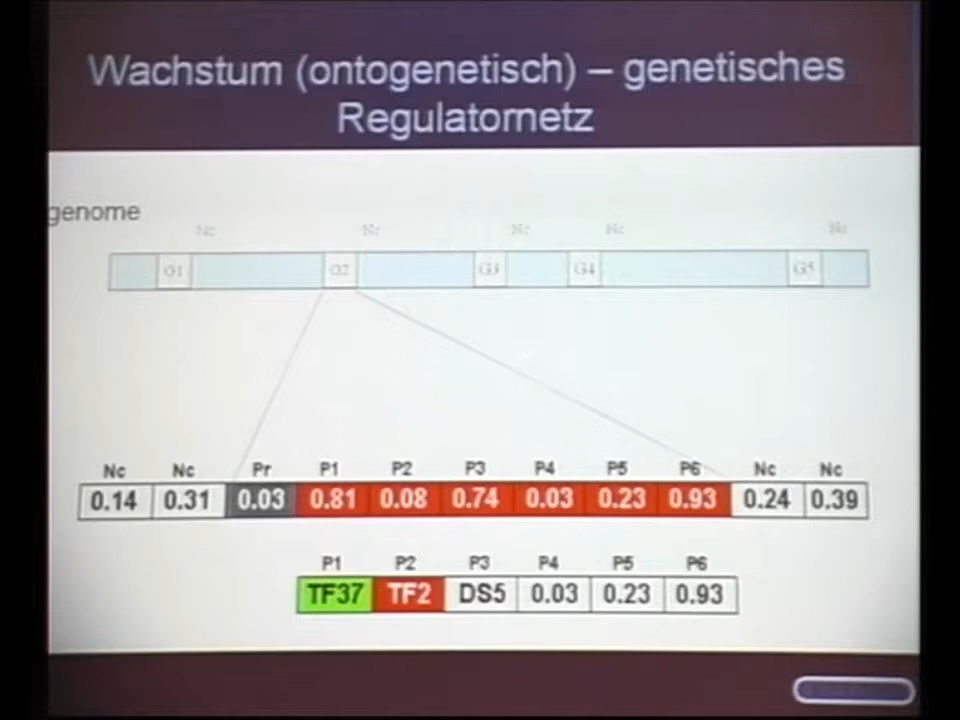 Wachstum (ontogenetisch) – genetisches
Regulatornetz
genome
Nc Nc Nc Nc Nc
G1 G2 G3 G4 G5
Nc Nc Pr P1 P2 P3 P4 P5 P6 Nc Nc
0.14 0.31 0.03 0.81 0.08 0.74 0.03 0.23 0.93 0.24 0.39
P1 P2 P3 P4 P5 P6
TF37 TF2 DS5 0.03 0.23 0.93